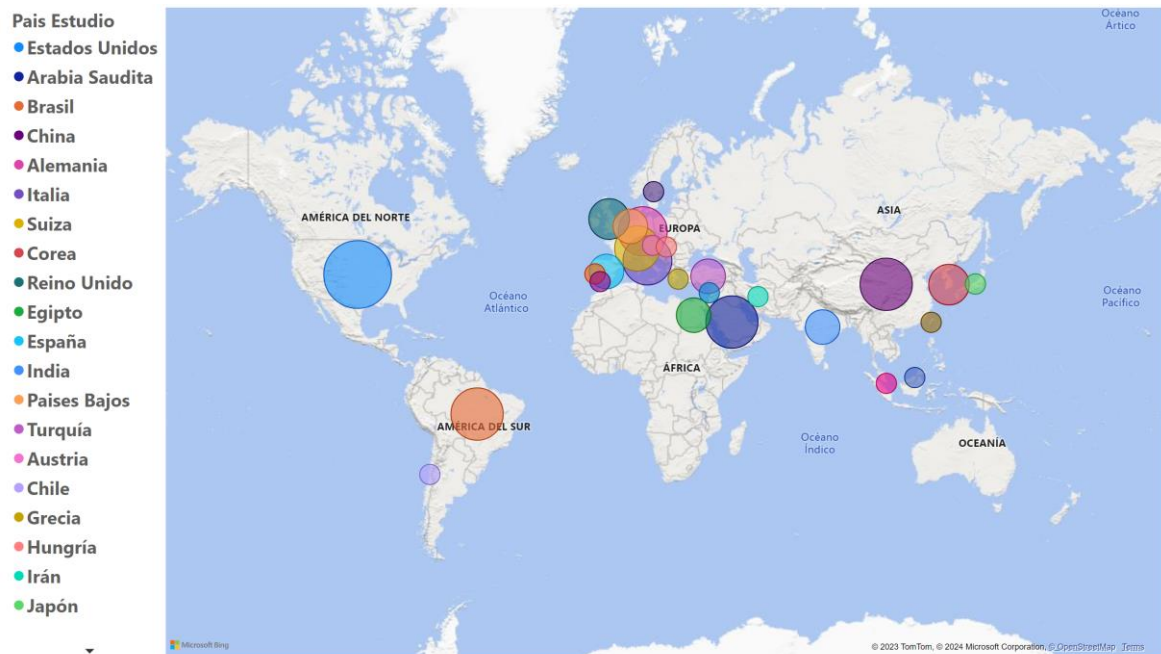 Pais Estudio
Estados Unidos
Arabia Saudita
Brasil
China
Alemania
Italia
Suiza
Corea
Reino Unido
Egipto
España
India
Paises Bajos
Turquía
Austria
Chile
Grecia
Hungría
Irán
Japón
Océano
Ártico
AMÉRICA DEL NORTE
EUROPA
ASIA
Océano
Atlántico
Océano
Pacífico
ÁFRICA
AMÉRICA DEL SUR
Océano
Índico
OCEANÍA
Microsoft Bing
© 2023 TomTom, © 2024 Microsoft Corporation, © OpenStreetMap Terms